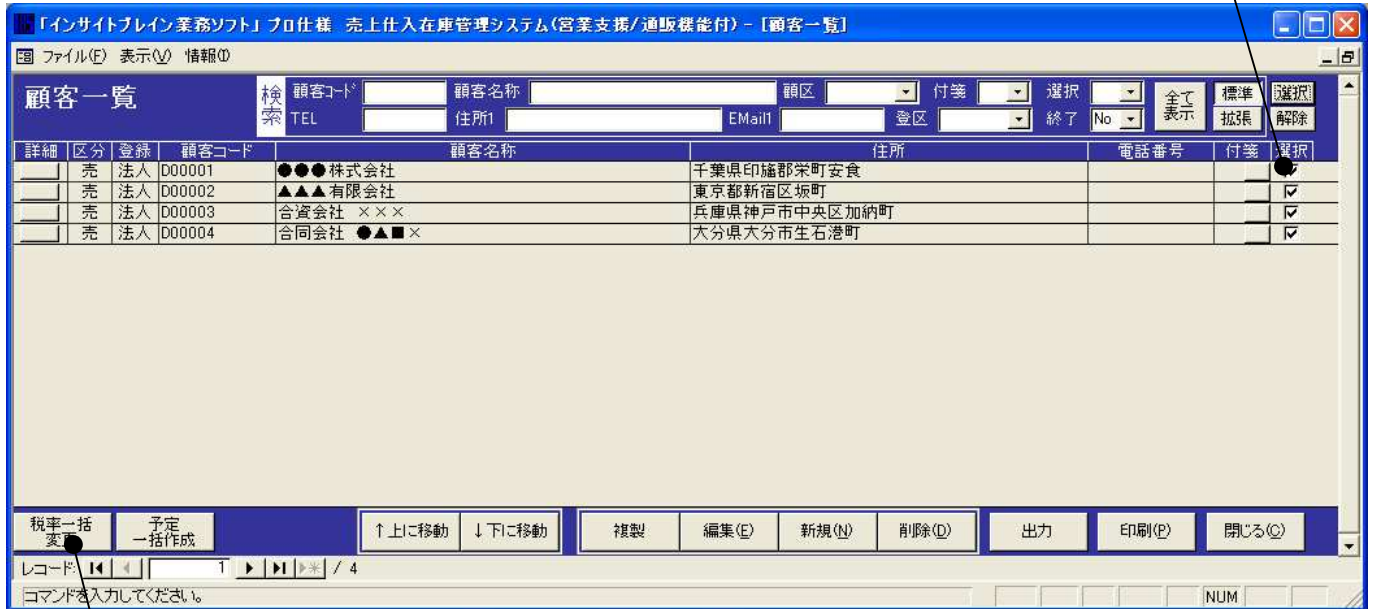 「インサイトブレイン業務ソフト」プロ仕様 売上仕入在庫管理システム(営業支援/通販機能付) - [顧客一覧]
ファイル(F) 表示(V) 情報(I)
顧客一覧 検索 顧客コード 顧客名称 顧区 付箋 選択 全て表示 標準 選択
TEL 住所1 EMail1 登区 終了 No 拡張 解除
詳細 区分 登録 顧客コード 顧客名称 住所 電話番号 付箋 選択
売 法人 D00001 ●●●株式会社 千葉県印旛郡栄町安食
売 法人 D00002 ▲▲▲有限会社 東京都新宿区坂町
売 法人 D00003 合資会社 ××× 兵庫県神戸市中央区加納町
売 法人 D00004 合同会社 ●▲■× 大分県大分市生石港町
税率一括変更 予定一括作成 ↑上に移動 ↓下に移動 複製 編集(E) 新規(N) 削除(D) 出力 印刷(P) 閉じる(C)
レコード: 1 / 4
コマンドを入力してください。 NUM